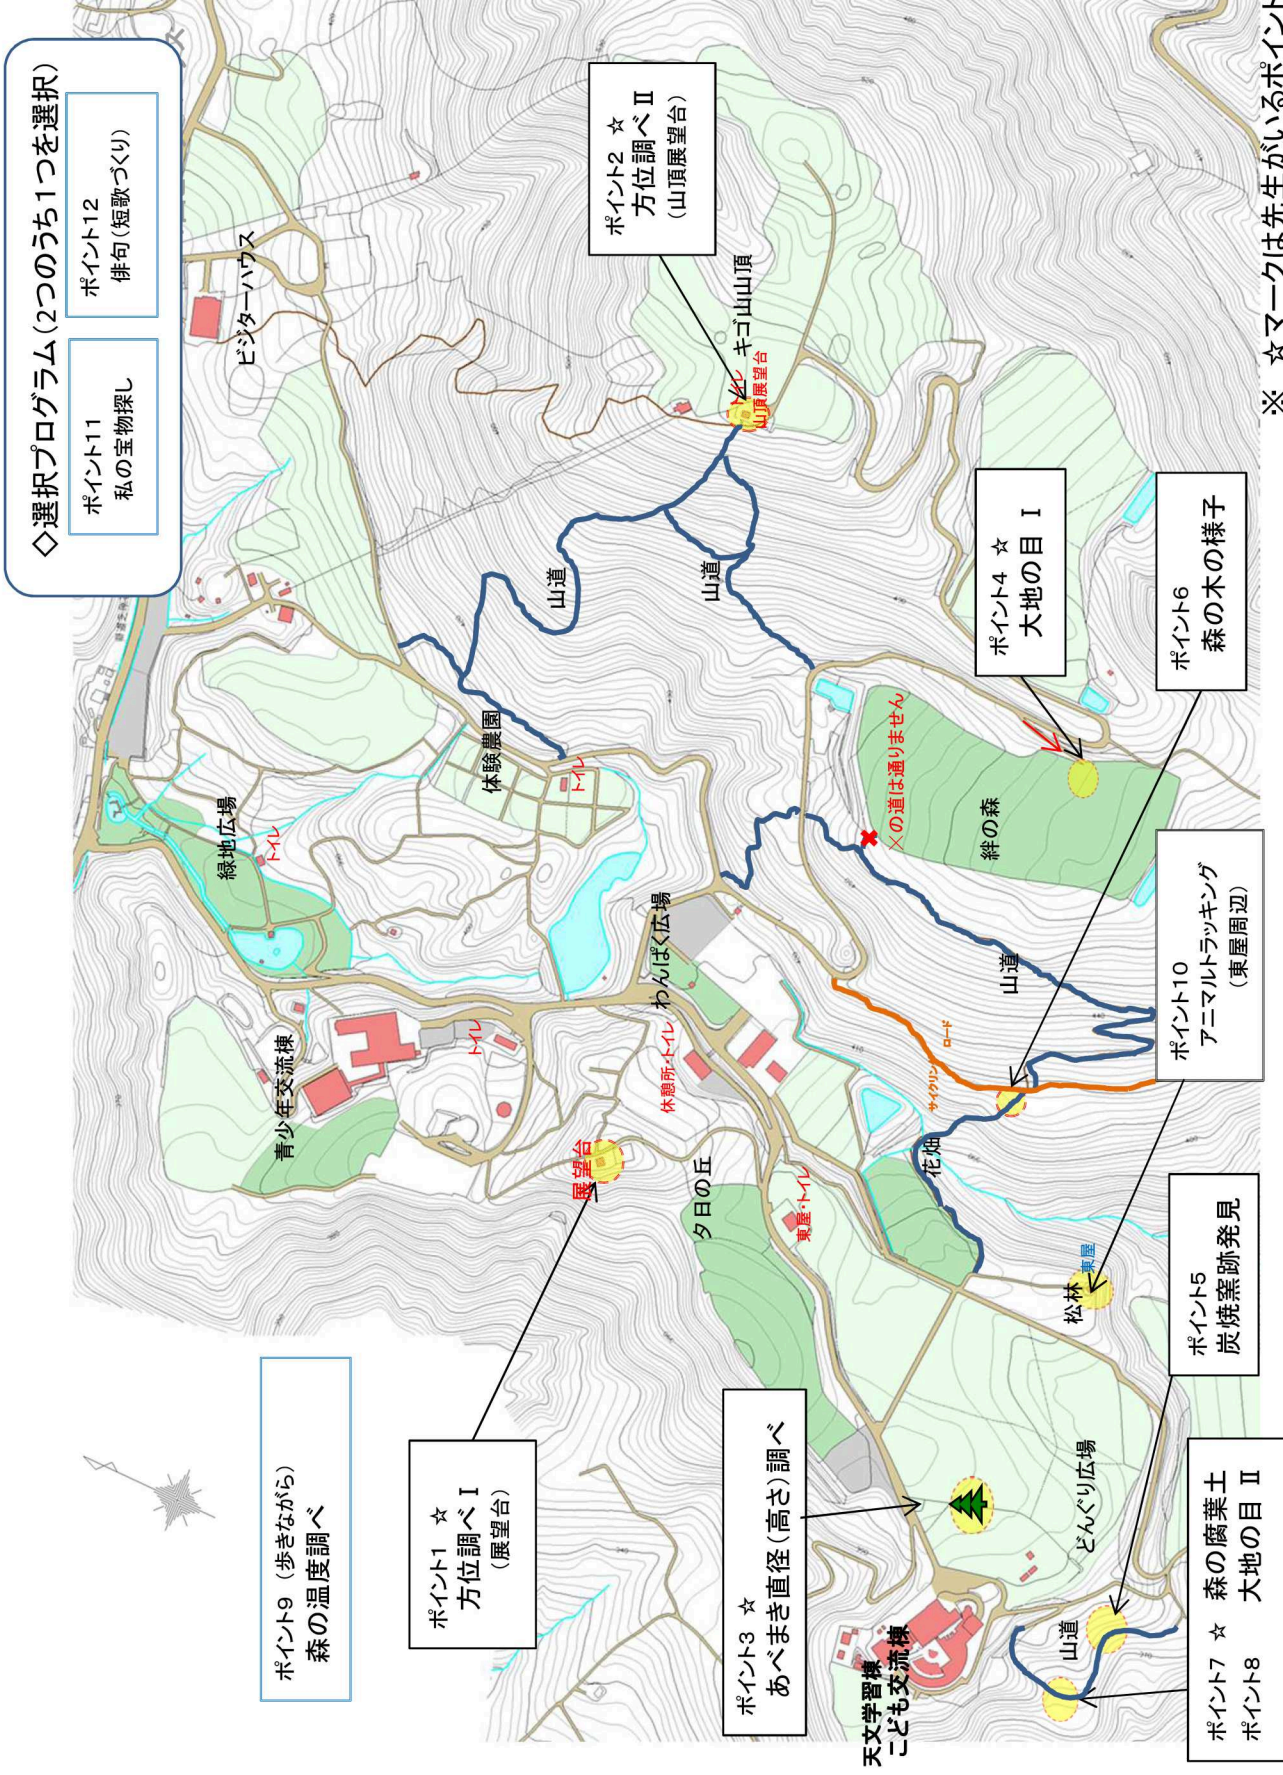 ◇選択プログラム（2つのうち1つを選択）
ポイント11
私の宝物探し
ポイント12
俳句（短歌づくり）
ポイント9（歩きながら）
森の温度調べ
ポイント1 ☆
方位調べⅠ
（展望台）
ポイント2 ☆
方位調べⅡ
（山頂展望台）
ポイント3 ☆
あべまき直径（高さ）調べ
ポイント4 ☆
大地の目 Ⅰ
ポイント5
炭焼窯跡発見
ポイント6
森の木の様子
ポイント7 ☆ 森の腐葉土
ポイント8 大地の目 Ⅱ
ポイント10
アニマルトラッキング
（東屋周辺）
ビジターハウス
緑地広場
トイレ
青少年交流棟
トイレ
体験農園
トイレ
山道
山道
トイレ
キゴ山山頂
山頂展望台
わんぱく広場
休憩所・トイレ
展望台
夕日の丘
東屋・トイレ
×の道は通りません
絆の森
山道
サイクリング
ロード
花畑
松林
東屋
どんぐり広場
山道
天文学習棟
こども交流棟
※ ☆マークは先生がいるポイント